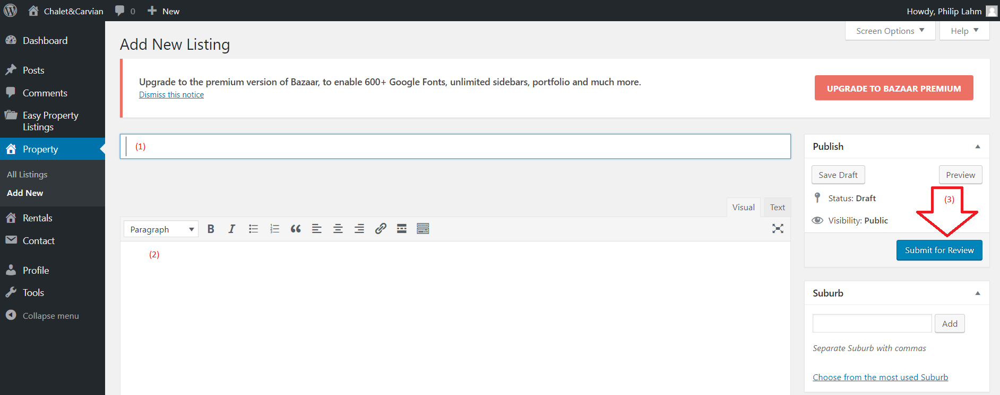 Chalet&Carvian 0 New Howdy, Philip Lahm
Dashboard
Posts
Comments
Easy Property
Listings
Property
All Listings
Add New
Rentals
Contact
Profile
Tools
Collapse menu
Screen Options Help
Add New Listing
Upgrade to the premium version of Bazaar, to enable 600+ Google Fonts, unlimited sidebars, portfolio and much more.
Dismiss this notice
UPGRADE TO BAZAAR PREMIUM
(1)
Visual Text
Paragraph
(2)
Publish
Save Draft Preview
Status: Draft
(3)
Visibility: Public
Submit for Review
Suburb
Add
Separate Suburb with commas
Choose from the most used Suburb